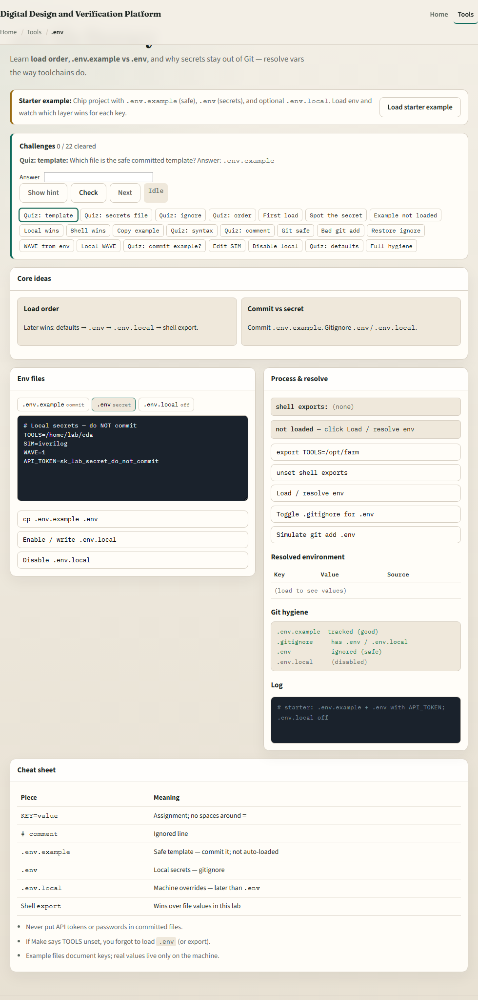 Digital Design and Verification Platform
Home
Tools
Home / Tools / .env
Learn load order, .env.example vs .env, and why secrets stay out of Git — resolve vars
the way toolchains do.
Starter example: Chip project with .env.example (safe), .env (secrets), and optional .env.local. Load env and
watch which layer wins for each key.
Load starter example
Challenges 0 / 22 cleared
Quiz: template: Which file is the safe committed template? Answer: .env.example
Answer
Show hint
Check
Next
Idle
Quiz: template
Quiz: secrets file
Quiz: ignore
Quiz: order
First load
Spot the secret
Example not loaded
Local wins
Shell wins
Copy example
Quiz: syntax
Quiz: comment
Git safe
Bad git add
Restore ignore
WAVE from env
Local WAVE
Quiz: commit example?
Edit SIM
Disable local
Quiz: defaults
Full hygiene
Core ideas
Load order
Later wins: defaults → .env → .env.local → shell export.
Commit vs secret
Commit .env.example. Gitignore .env / .env.local.
Env files
.env.example commit
.env secret
.env.local off
# Local secrets — do NOT commit
TOOLS=/home/lab/eda
SIM=iverilog
WAVE=1
API_TOKEN=sk_lab_secret_do_not_commit
cp .env.example .env
Enable / write .env.local
Disable .env.local
Process & resolve
shell exports: (none)
not loaded — click Load / resolve env
export TOOLS=/opt/farm
unset shell exports
Load / resolve env
Toggle .gitignore for .env
Simulate git add .env
Resolved environment
Key Value Source
(load to see values)
Git hygiene
.env.example tracked (good)
.gitignore has .env / .env.local
.env ignored (safe)
.env.local (disabled)
Log
# starter: .env.example + .env with API_TOKEN;
.env.local off
Cheat sheet
Piece Meaning
KEY=value Assignment; no spaces around =
# comment Ignored line
.env.example Safe template — commit it; not auto-loaded
.env Local secrets — gitignore
.env.local Machine overrides — later than .env
Shell export Wins over file values in this lab
Never put API tokens or passwords in committed files.
If Make says TOOLS unset, you forgot to load .env (or export).
Example files document keys; real values live only on the machine.